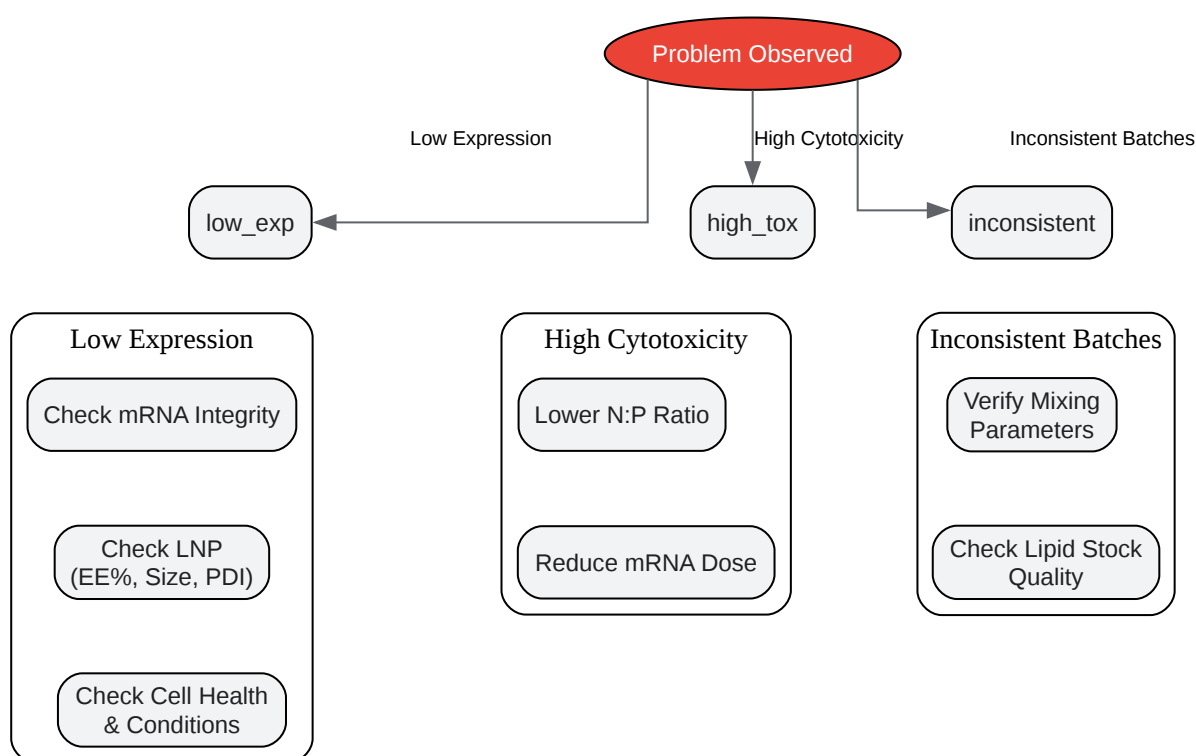 Problem Observed
Low Expression
High Cytotoxicity
Inconsistent Batches
low_exp
high_tox
inconsistent
Low Expression
Check mRNA Integrity
Check LNP
(EE%, Size, PDI)
Check Cell Health
& Conditions
High Cytotoxicity
Lower N:P Ratio
Reduce mRNA Dose
Inconsistent Batches
Verify Mixing
Parameters
Check Lipid Stock
Quality